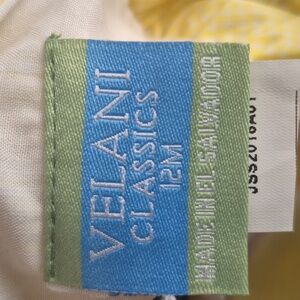 VELANI
CLASSICS
12M
MADE IN EL SALVADOR